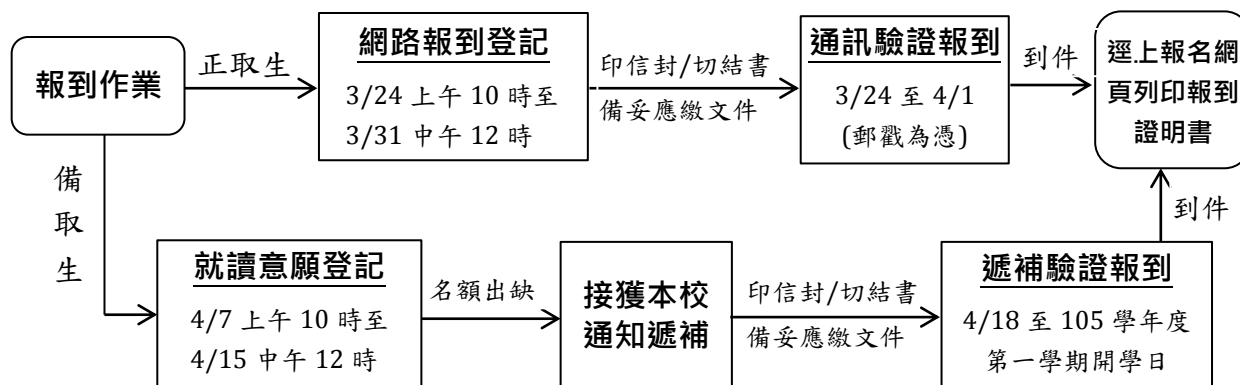 報到作業
正取生
網路報到登記
3/24 上午 10 時至
3/31 中午 12 時
印信封/切結書
備妥應繳文件
通訊驗證報到
3/24 至 4/1
(郵戳為憑)
到件
逕上報名網
頁列印報到
證明書
備
取
生
就讀意願登記
4/7 上午 10 時至
4/15 中午 12 時
名額出缺
接獲本校
通知遞補
印信封/切結書
備妥應繳文件
遞補驗證報到
4/18 至 105 學年度
第一學期開學日
到件